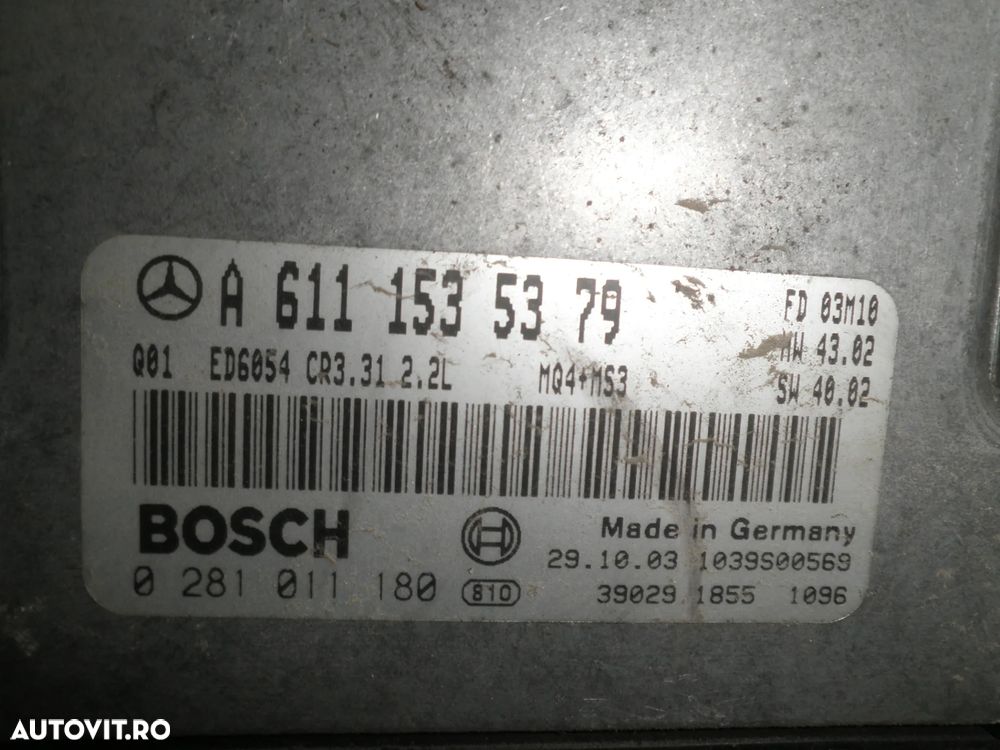 A 611 153 53 79
FD 03M10
HW 43.02
Q01 ED6054 CR3.31 2.2L MQ4+MS3
SW 40.02
BOSCH
Made in Germany
29.10.03 1039S00569
0 281 011 180 810
39029 1855 1096
AUTOVIT.RO